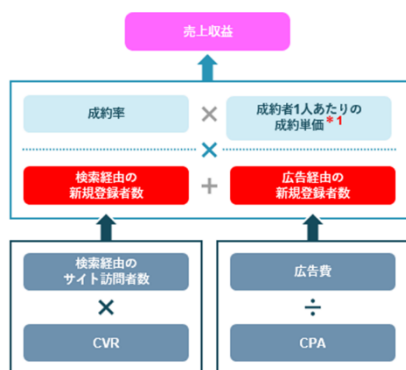 売上収益
成約率
×
成約者1人あたりの
成約単価*1
×
検索経由の
新規登録者数
+
広告経由の
新規登録者数
検索経由の
サイト訪問者数
×
CVR
広告費
÷
CPA